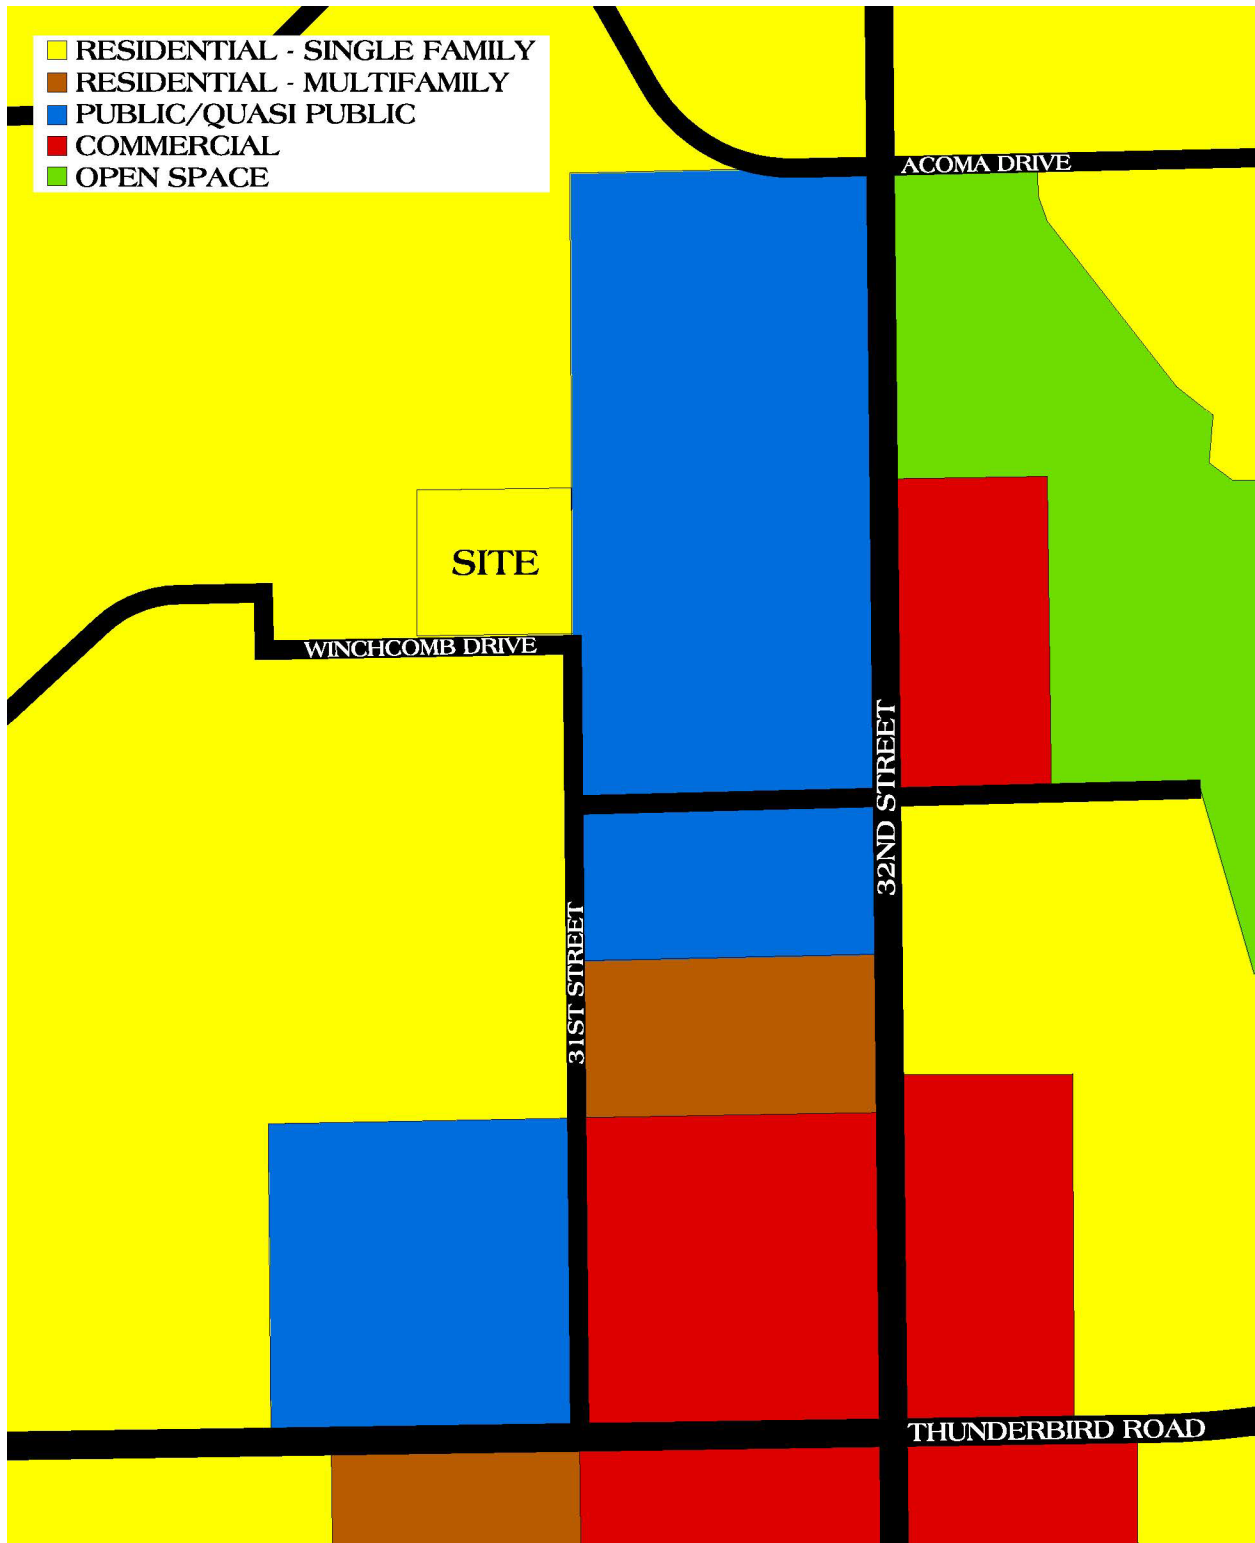 RESIDENTIAL - SINGLE FAMILY
RESIDENTIAL - MULTIFAMILY
PUBLIC/QUASI PUBLIC
COMMERCIAL
OPEN SPACE
ACOMA DRIVE
SITE
WINCHCOMB DRIVE
32ND STREET
31ST STREET
THUNDERBIRD ROAD